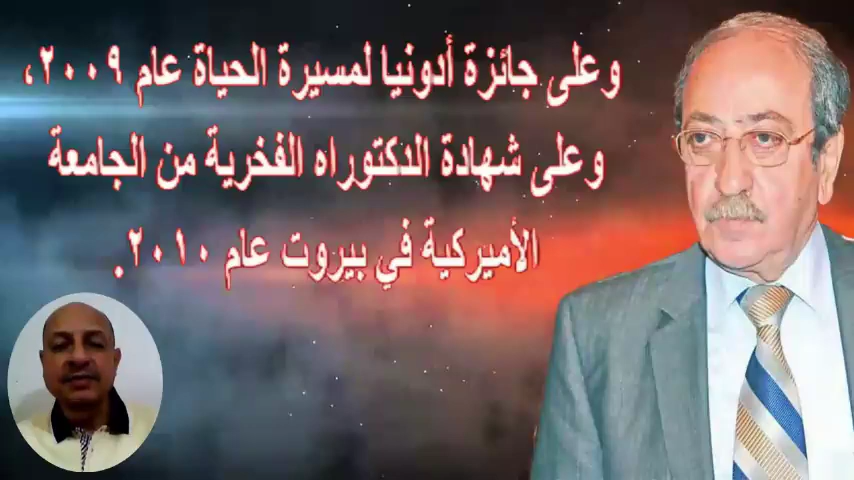 وعلى جائزة أدونيا لمسيرة الحياة عام ٢٠٠٩،
وعلى شهادة الدكتوراه الفخرية من الجامعة
الأميركية في بيروت عام ٢٠١٠.